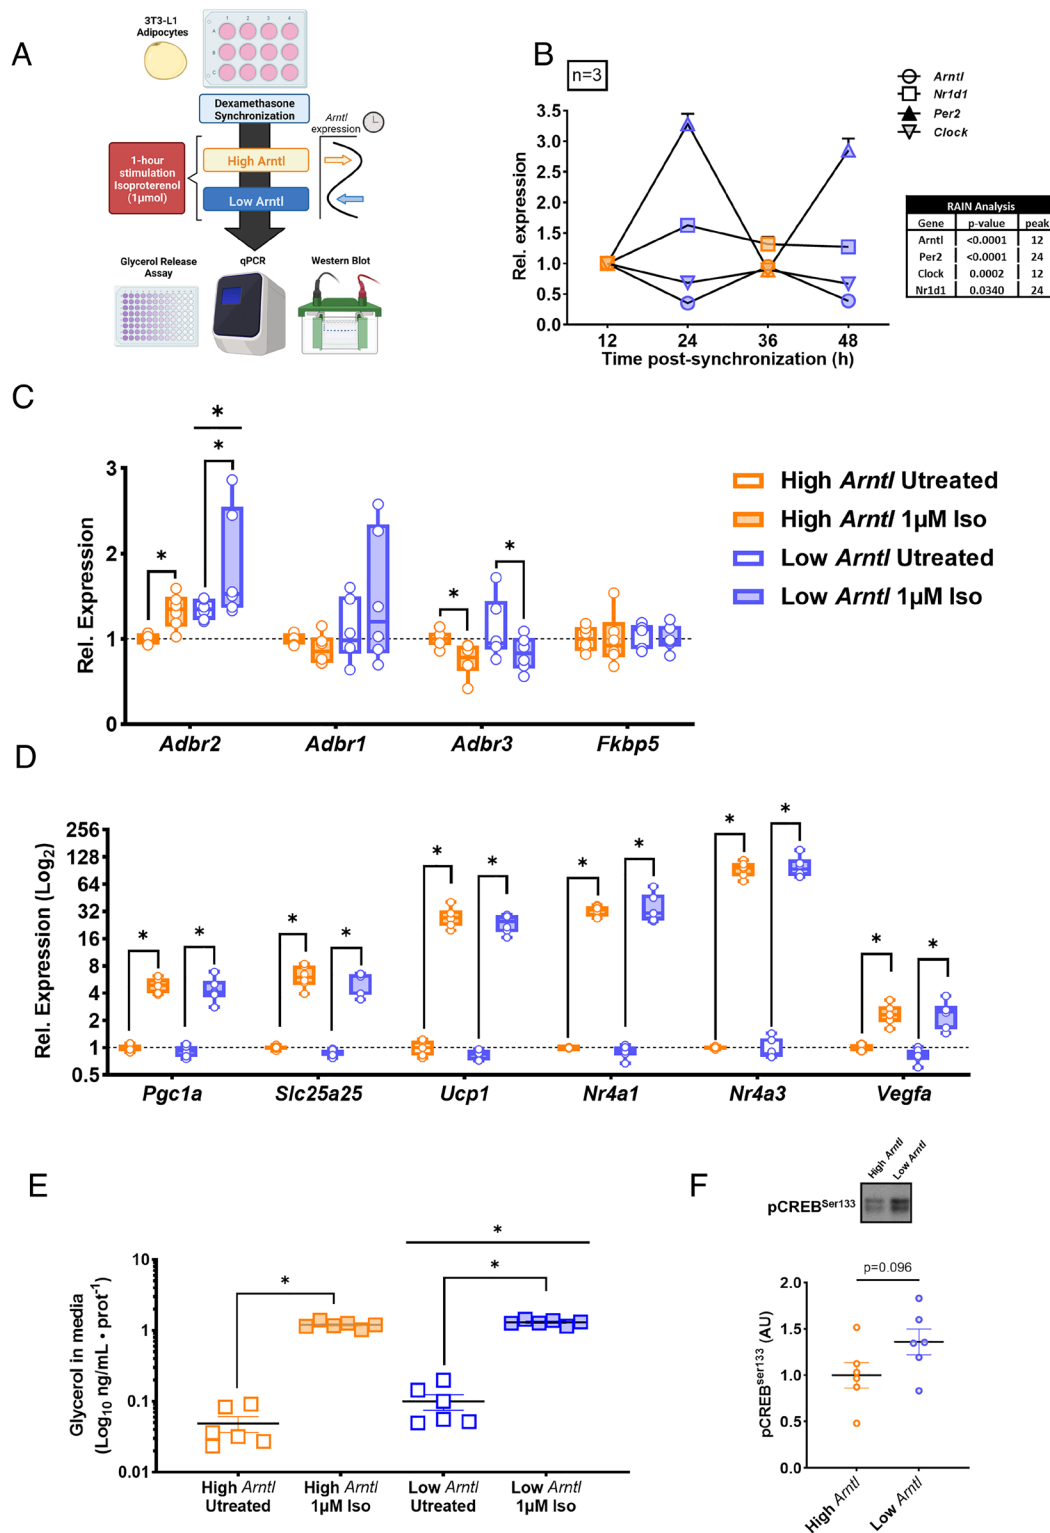 A
3T3-L1
Adipocytes
1 2 3 4
A
B
C
Dexamethasone
Synchronization
Arntl
expression
1-hour
stimulation
Isoproterenol
(1µmol)
High Arntl
Low Arntl
Glycerol Release
Assay
qPCR
Western Blot
B
n=3
Arntl
Nr1d1
Per2
Clock
Rel. expression
3.5
3.0
2.5
2.0
1.5
1.0
0.5
0.0
12 24 36 48
Time post-synchronization (h)
RAIN Analysis
Gene p-value peak
Arntl <0.0001 12
Per2 <0.0001 24
Clock 0.0002 12
Nr1d1 0.0340 24
C
Rel. Expression
3
2
1
0
* * * * *
Adbr2 Adbr1 Adbr3 Fkbp5
High Arntl Utreated
High Arntl 1µM Iso
Low Arntl Utreated
Low Arntl 1µM Iso
D
Rel. Expression (Log2)
256
128
64
32
16
8
4
2
1
0.5
* * * * * * * * * * * *
Pgc1a Slc25a25 Ucp1 Nr4a1 Nr4a3 Vegfa
E
Glycerol in media
(Log10 ng/mL • prot-1)
10
1
0.1
0.01
* * *
High Arntl
Utreated
High Arntl
1µM Iso
Low Arntl
Utreated
Low Arntl
1µM Iso
F
High Arntl
Low Arntl
pCREBSer133
p=0.096
pCREBser133 (AU)
2.0
1.5
1.0
0.5
0.0
High Arntl
Low Arntl